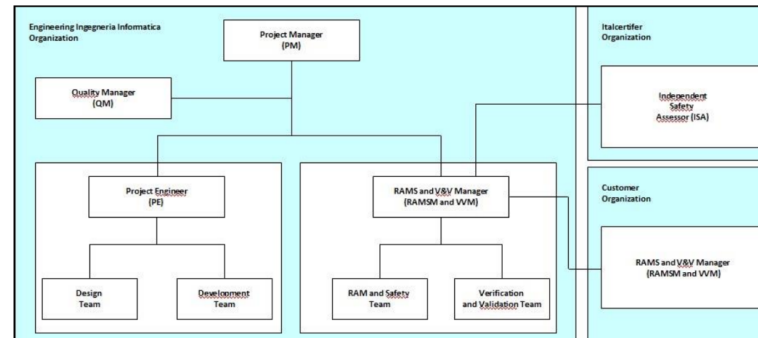 Engineering Ingegneria Informatica
Organization
Project Manager
(PM)
Quality Manager
(QM)
Project Engineer
(PE)
Design
Team
Development
Team
RAMS and V&V Manager
(RAMSM and VVM)
RAM and Safety
Team
Verification
and Validation Team
Italcertifer
Organization
Independent
Safety
Assessor (ISA)
Customer
Organization
RAMS and V&V Manager
(RAMSM and VVM)